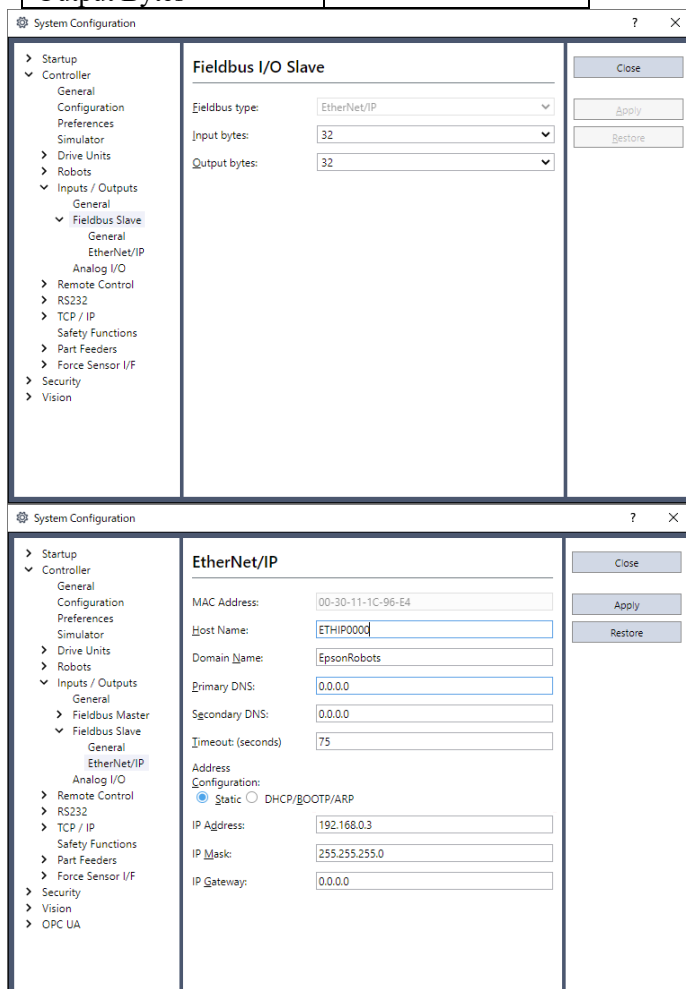 Output Bytes
System Configuration ? ×
Startup
Controller
General
Configuration
Preferences
Simulator
Drive Units
Robots
Inputs / Outputs
General
Fieldbus Slave
General
EtherNet/IP
Analog I/O
Remote Control
RS232
TCP / IP
Safety Functions
Part Feeders
Force Sensor I/F
Security
Vision
Fieldbus I/O Slave
Fieldbus type: EtherNet/IP
Input bytes: 32
Output bytes: 32
Close
Apply
Restore
System Configuration ? ×
Startup
Controller
General
Configuration
Preferences
Simulator
Drive Units
Robots
Inputs / Outputs
General
Fieldbus Master
Fieldbus Slave
General
EtherNet/IP
Analog I/O
Remote Control
RS232
TCP / IP
Safety Functions
Part Feeders
Force Sensor I/F
Security
Vision
OPC UA
EtherNet/IP
MAC Address: 00-30-11-1C-96-E4
Host Name: ETHIP0000
Domain Name: EpsonRobots
Primary DNS: 0.0.0.0
Secondary DNS: 0.0.0.0
Timeout: (seconds) 75
Address
Configuration:
Static DHCP/BOOTP/ARP
IP Address: 192.168.0.3
IP Mask: 255.255.255.0
IP Gateway: 0.0.0.0
Close
Apply
Restore